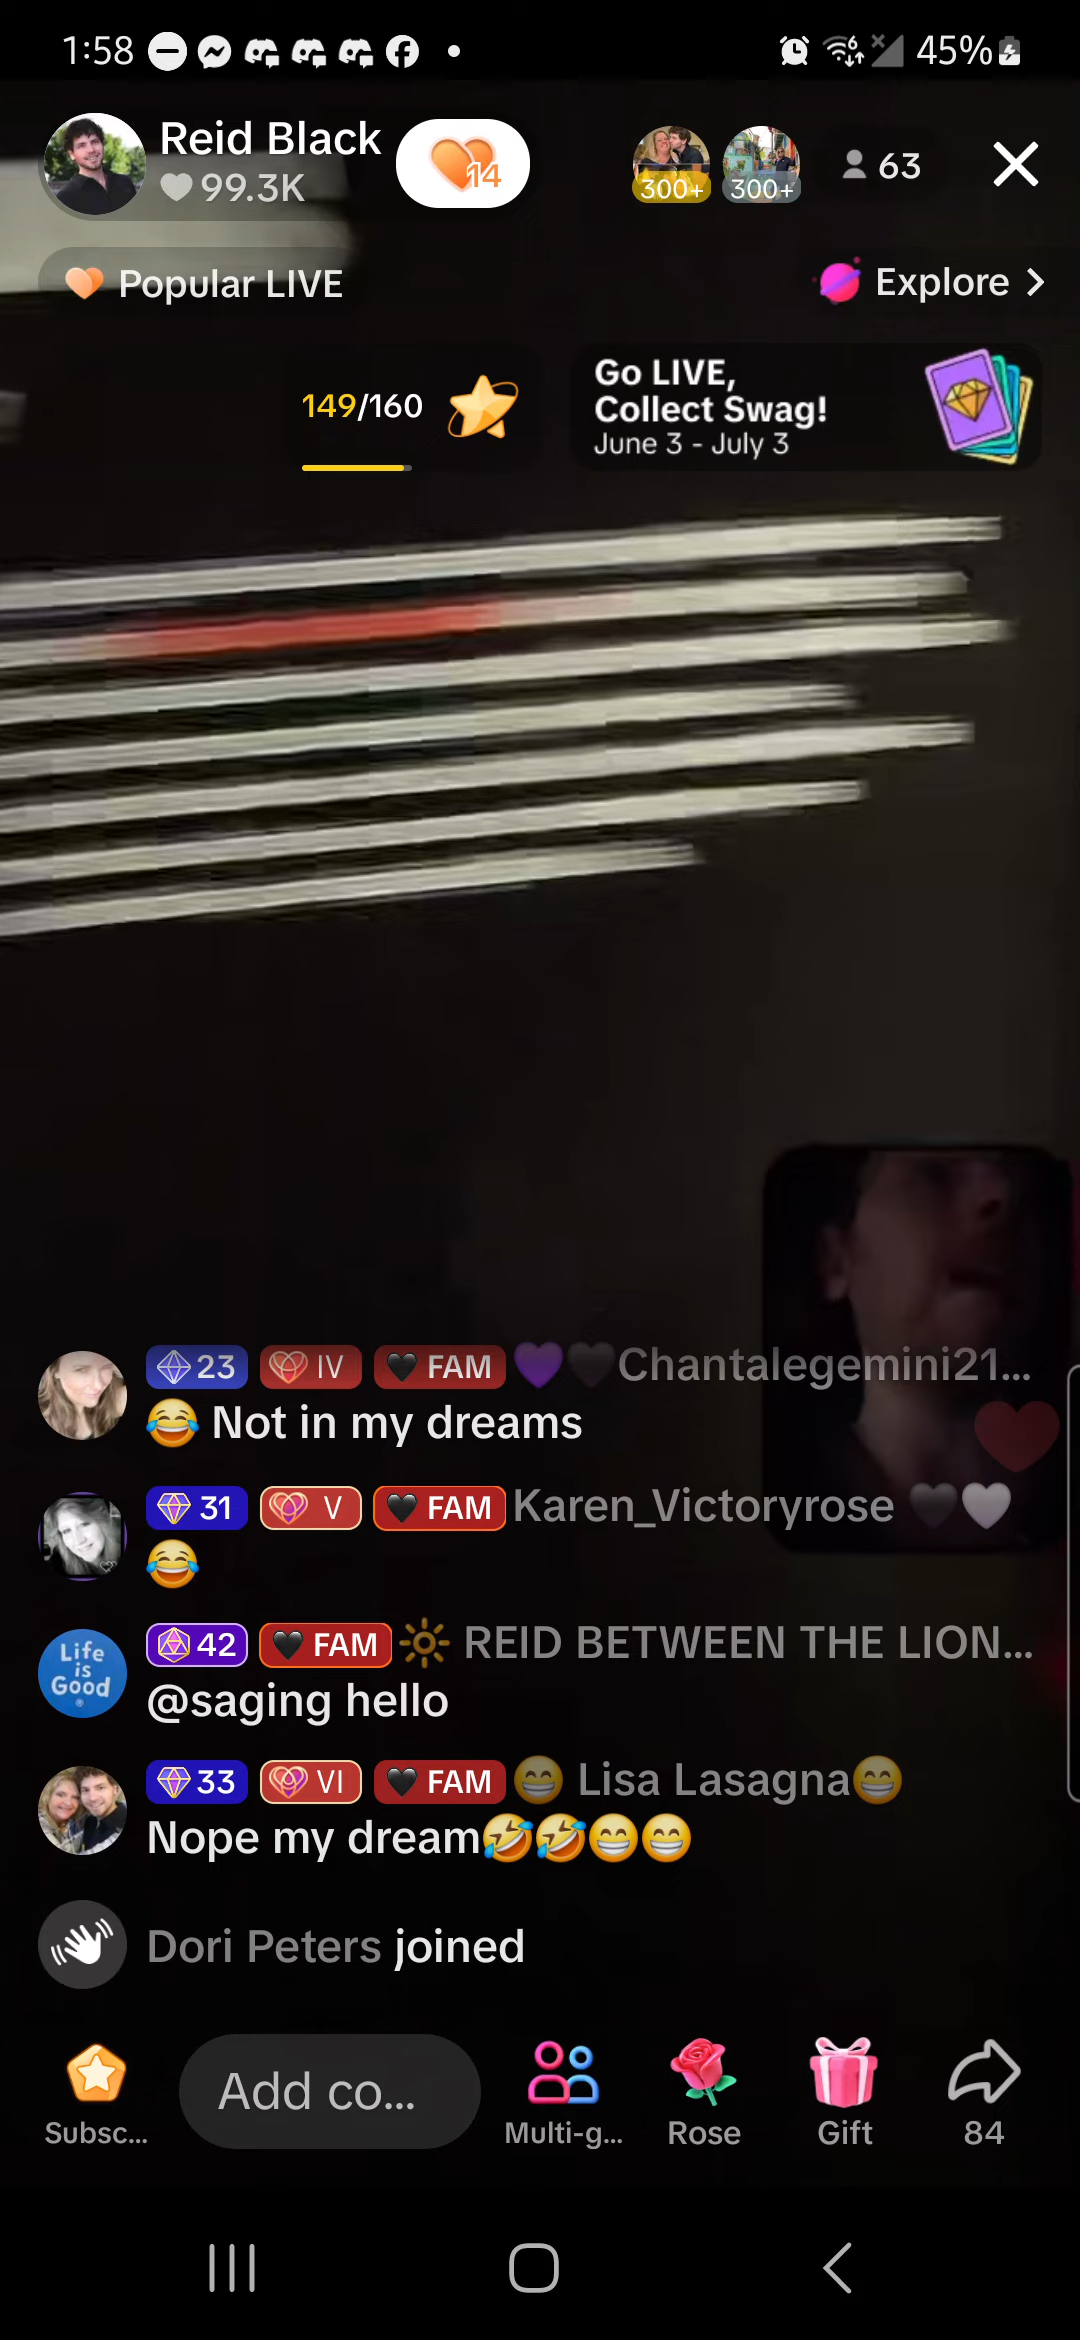 1:58
45%
Reid Black
99.3K
14
300+
300+
63
Popular LIVE
Explore
149/160
Go LIVE,
Collect Swag!
June 3 - July 3
23 IV FAM Chantalegemini21...
Not in my dreams
31 V FAM Karen_Victoryrose
Life
is
Good
42 FAM REID BETWEEN THE LION...
@saging hello
33 VI FAM Lisa Lasagna
Nope my dream
Dori Peters joined
Subsc...
Add co...
Multi-g...
Rose
Gift
84